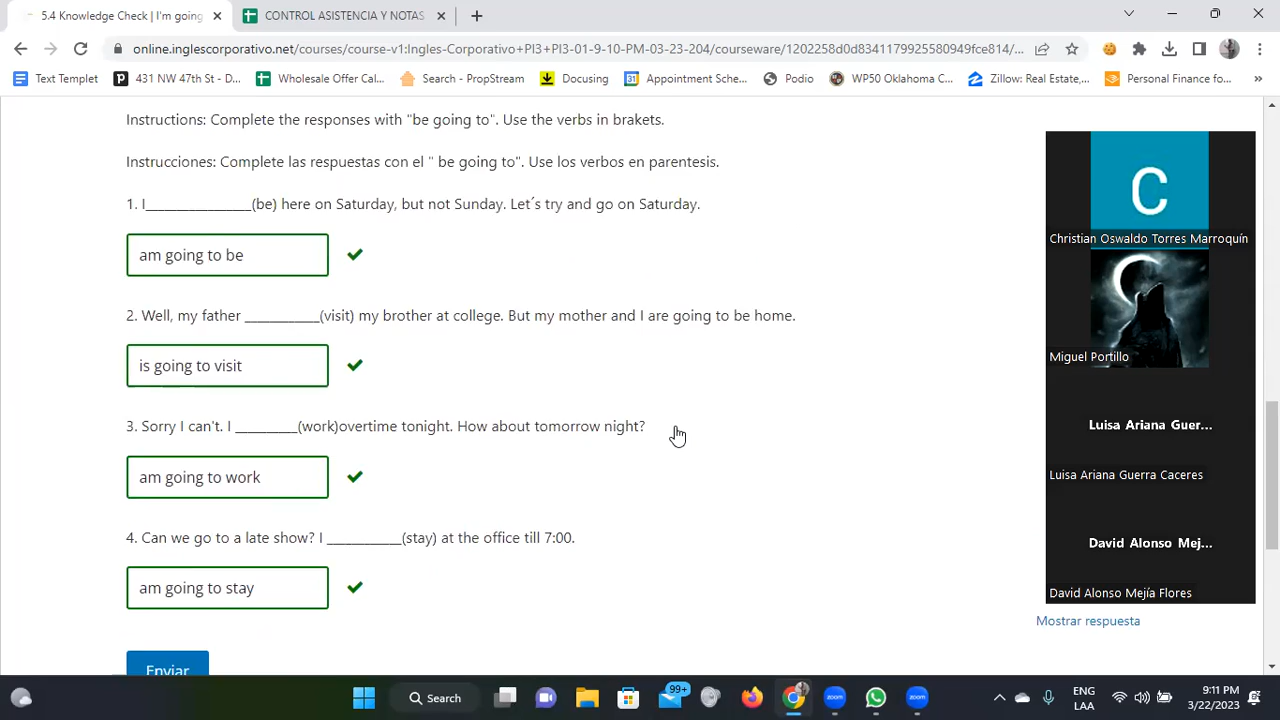 5.4 Knowledge Check | I'm going
CONTROL ASISTENCIA Y NOTAS
online.inglescorporativo.net/courses/course-v1:Ingles-Corporativo+PI3+PI3-01-9-10-PM-03-23-204/courseware/1202258d0d8341179925580949fce814/...
Text Templet
431 NW 47th St - D...
Wholesale Offer Cal...
Search - PropStream
Docusing
Appointment Sche...
Podio
WP50 Oklahoma C...
Zillow: Real Estate,...
Personal Finance fo...
»
Instructions: Complete the responses with "be going to". Use the verbs in brakets.
Instrucciones: Complete las respuestas con el " be going to". Use los verbos en parentesis.
1. I________________(be) here on Saturday, but not Sunday. Let´s try and go on Saturday.
am going to be
2. Well, my father ___________(visit) my brother at college. But my mother and I are going to be home.
is going to visit
3. Sorry I can't. I _________(work)overtime tonight. How about tomorrow night?
am going to work
4. Can we go to a late show? I ___________(stay) at the office till 7:00.
am going to stay
Enviar
C
Christian Oswaldo Torres Marroquín
Miguel Portillo
Luisa Ariana Guer...
Luisa Ariana Guerra Caceres
David Alonso Mej...
David Alonso Mejía Flores
Mostrar respuesta
Search
99+
ENG
LAA
9:11 PM
3/22/2023